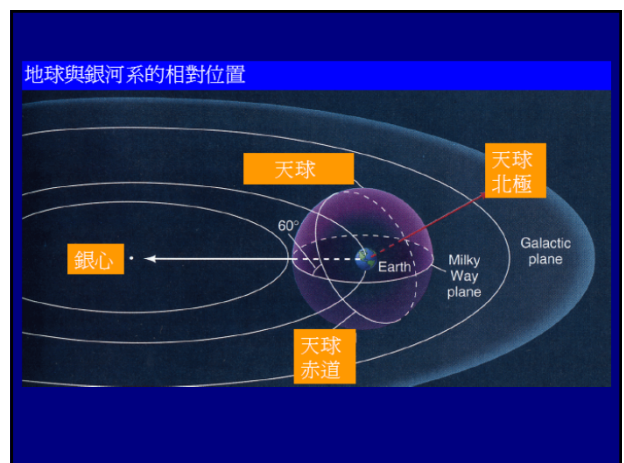 地球與銀河系的相對位置
天球
天球
北極
60°
銀心
Earth
Milky
Way
plane
Galactic
plane
天球
赤道